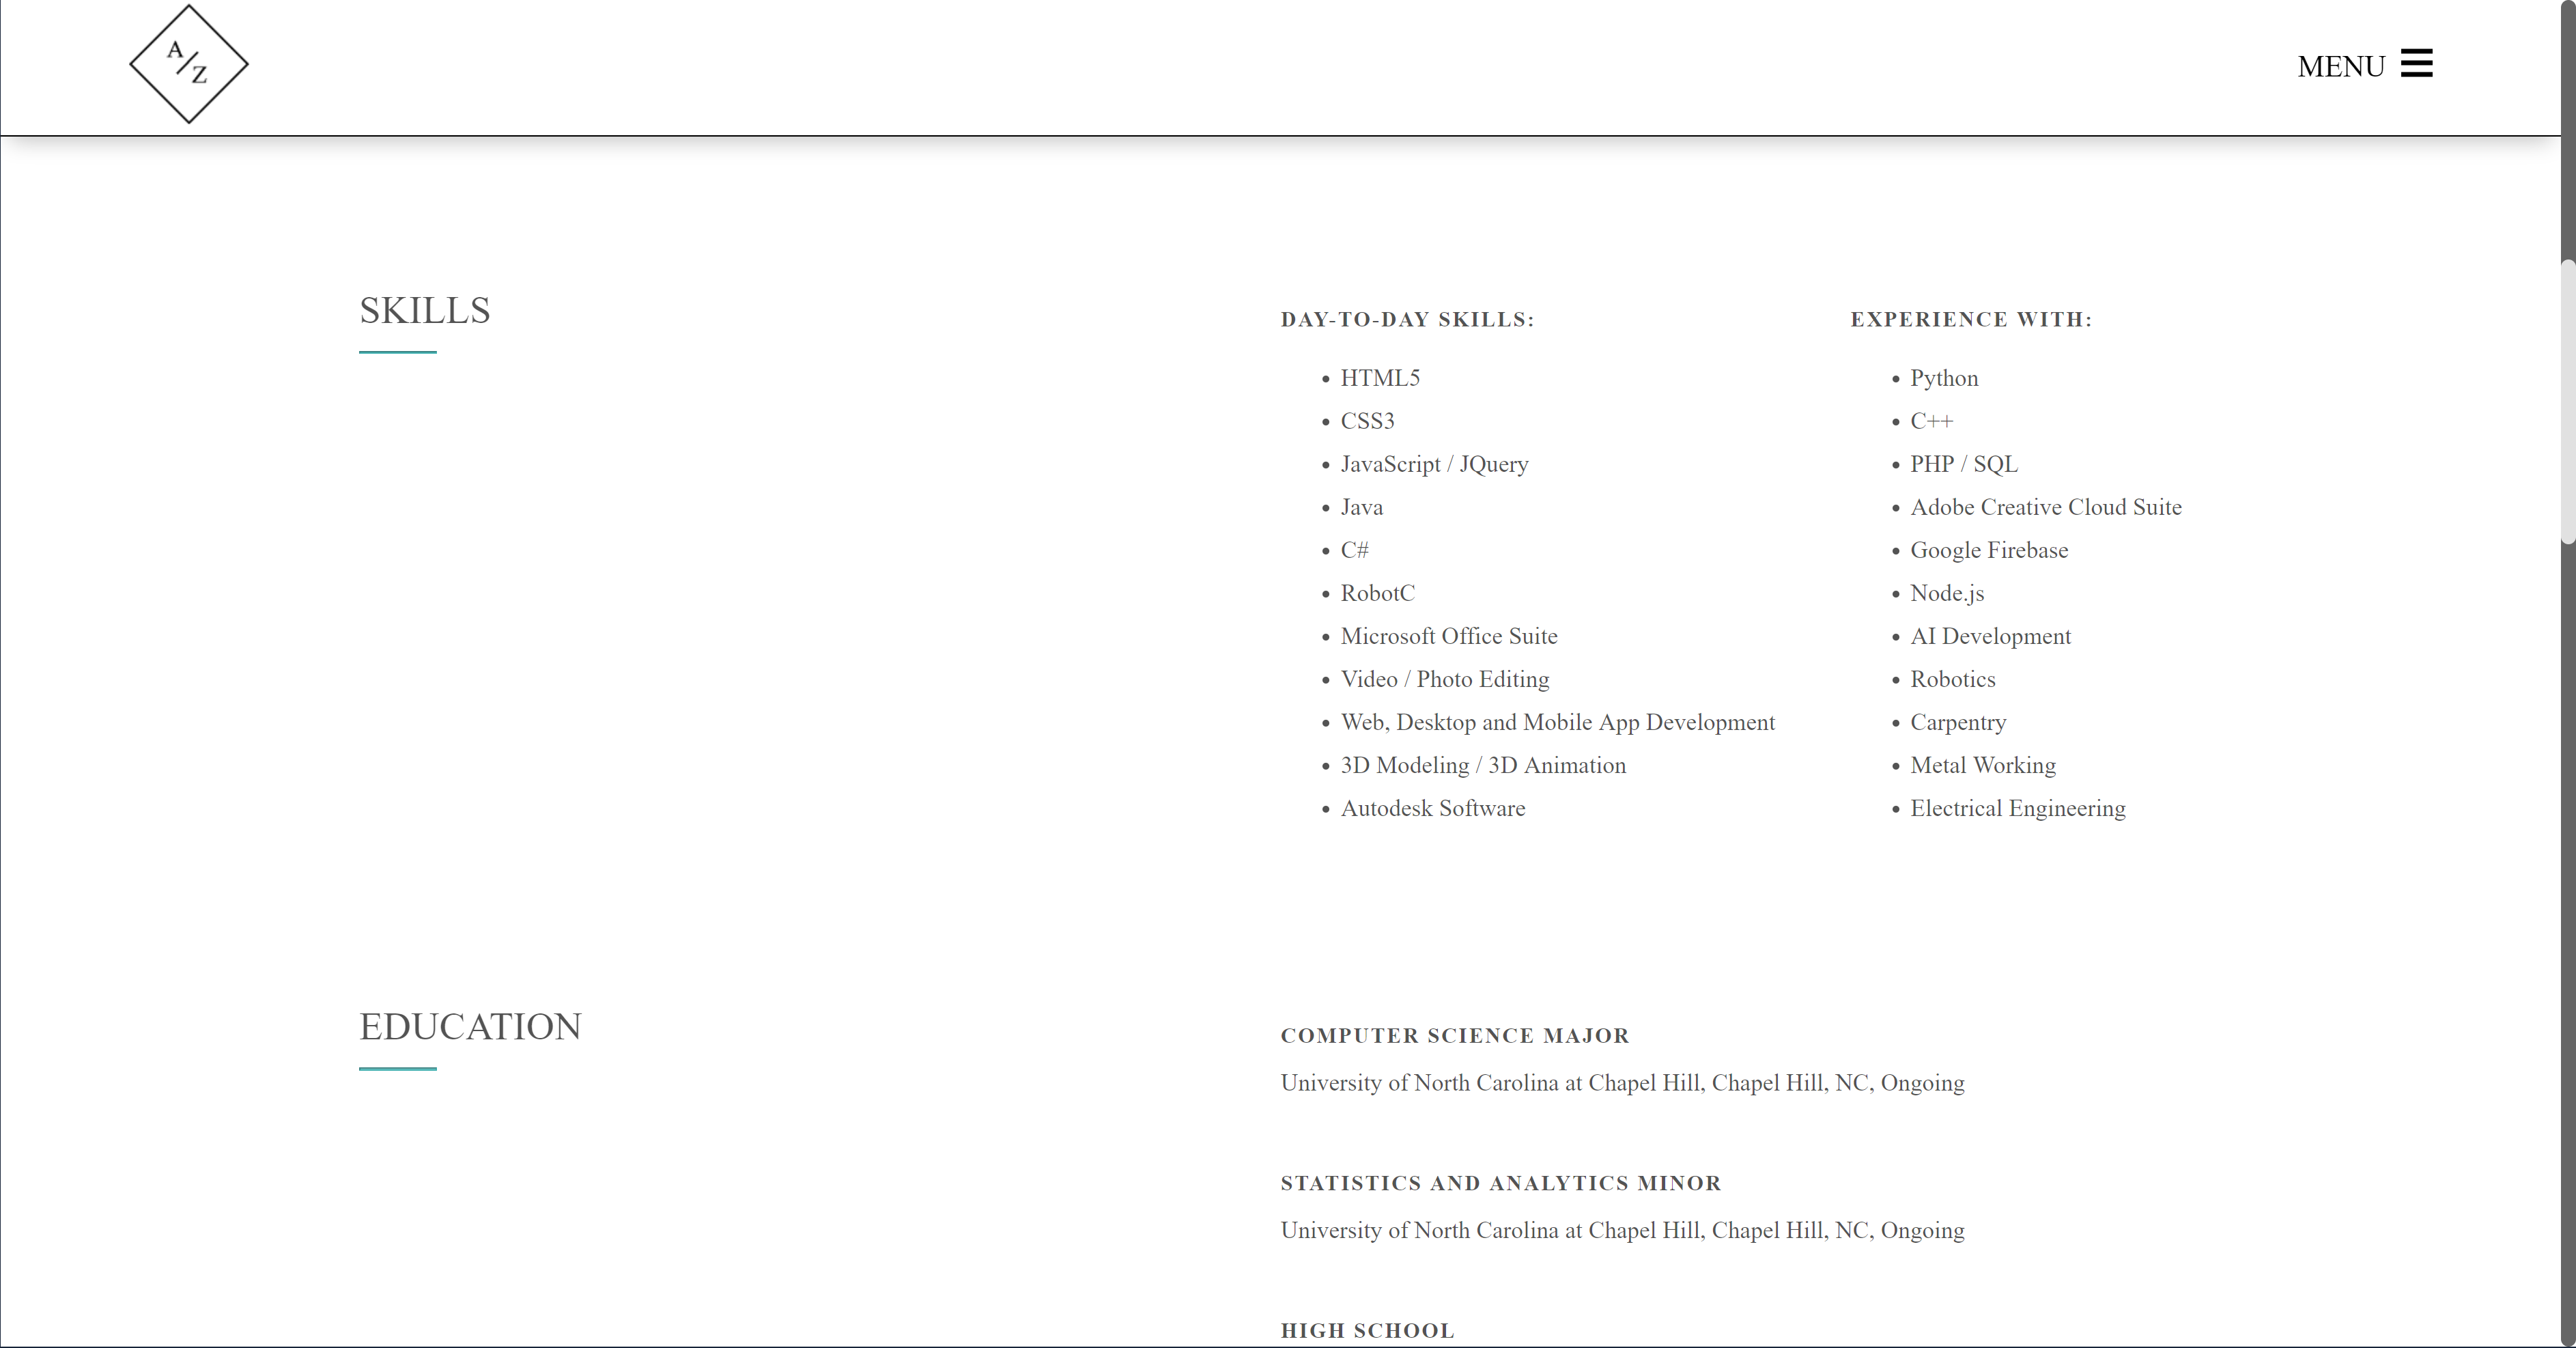 A
/
Z
MENU
SKILLS
DAY-TO-DAY SKILLS:
HTML5
CSS3
JavaScript / JQuery
Java
C#
RobotC
Microsoft Office Suite
Video / Photo Editing
Web, Desktop and Mobile App Development
3D Modeling / 3D Animation
Autodesk Software
EXPERIENCE WITH:
Python
C++
PHP / SQL
Adobe Creative Cloud Suite
Google Firebase
Node.js
AI Development
Robotics
Carpentry
Metal Working
Electrical Engineering
EDUCATION
COMPUTER SCIENCE MAJOR
University of North Carolina at Chapel Hill, Chapel Hill, NC, Ongoing
STATISTICS AND ANALYTICS MINOR
University of North Carolina at Chapel Hill, Chapel Hill, NC, Ongoing
HIGH SCHOOL